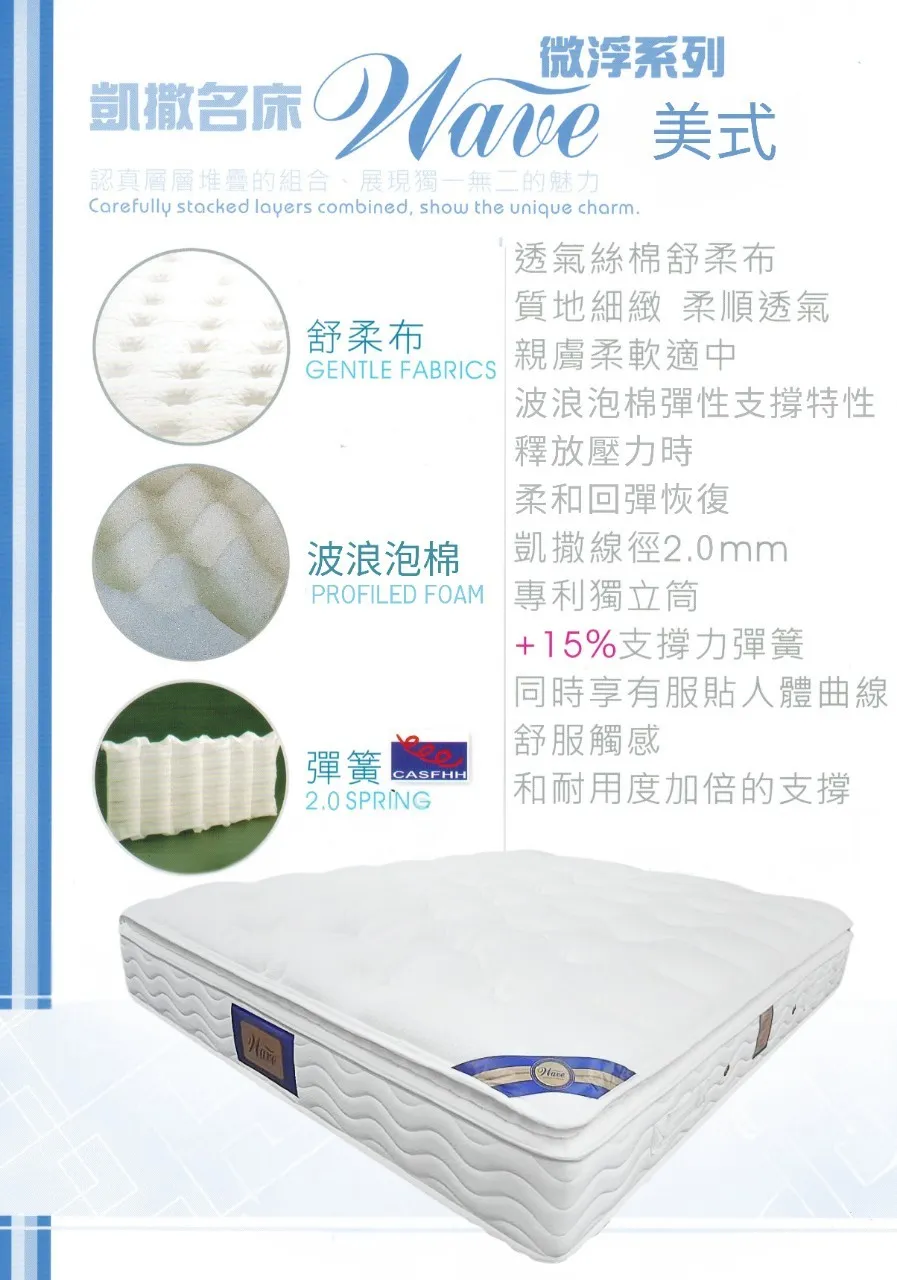 微浮系列
凱撒名床 Wave 美式
認真層層堆疊的組合、展現獨一無二的魅力
Carefully stacked layers combined, show the unique charm.
舒柔布
GENTLE FABRICS
波浪泡棉
PROFILED FOAM
彈簧
CASFHH
2.0 SPRING
透氣絲棉舒柔布
質地細緻 柔順透氣
親膚柔軟適中
波浪泡棉彈性支撐特性
釋放壓力時
柔和回彈恢復
凱撒線徑2.0mm
專利獨立筒
+15%支撐力彈簧
同時享有服貼人體曲線
舒服觸感
和耐用度加倍的支撐
Wave
Wave